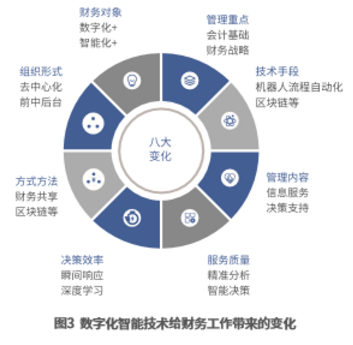 财务对象
数字化+
智能化+
管理重点
会计基础
财务战略
组织形式
去中心化
前中后台
技术手段
机器人流程自动化
区块链等
八大
变化
方式方法
财务共享
区块链等
管理内容
信息服务
决策支持
决策效率
瞬间响应
深度学习
服务质量
精准分析
智能决策
图3 数字化智能技术给财务工作带来的变化